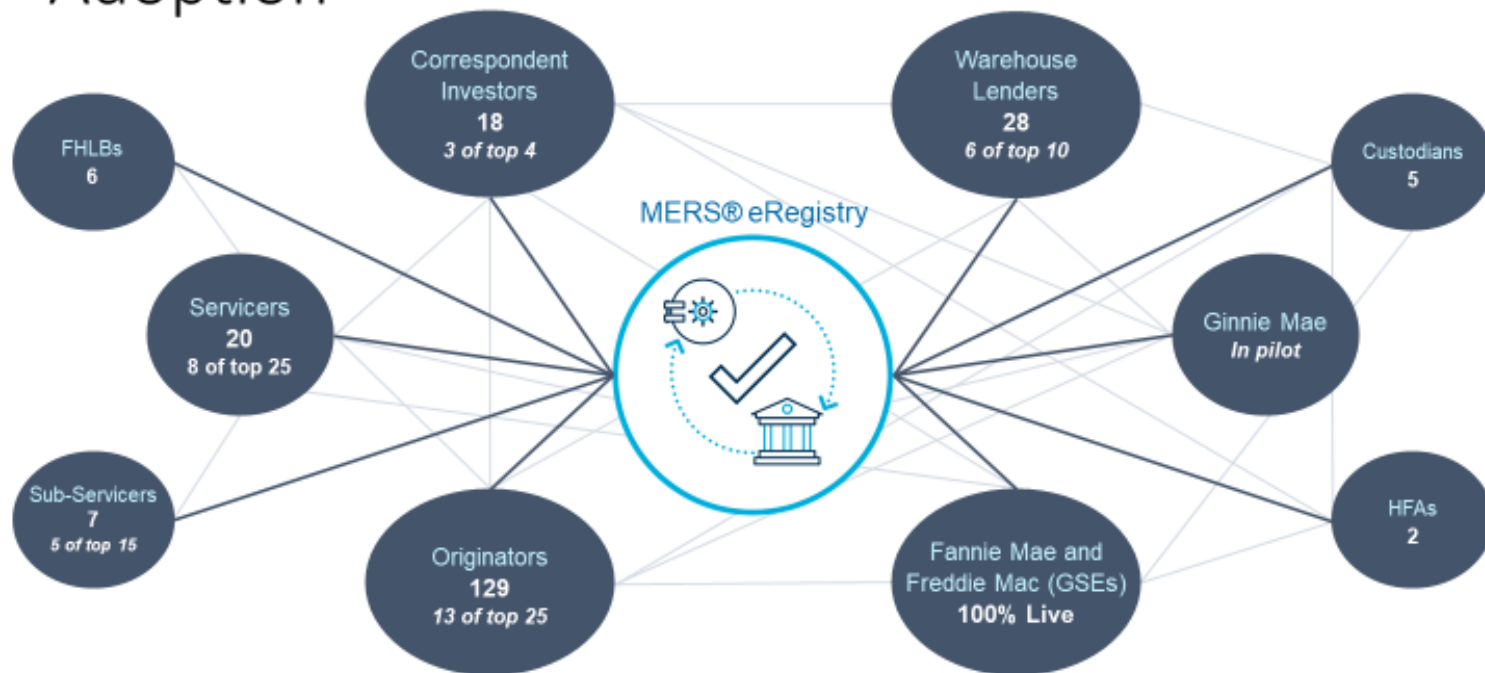 Adoption
Correspondent
Investors
18
3 of top 4
Warehouse
Lenders
28
6 of top 10
FHLBs
6
Custodians
5
MERS® eRegistry
Servicers
20
8 of top 25
Ginnie Mae
In pilot
Sub-Servicers
7
5 of top 15
Originators
129
13 of top 25
Fannie Mae and
Freddie Mac (GSEs)
100% Live
HFAs
2